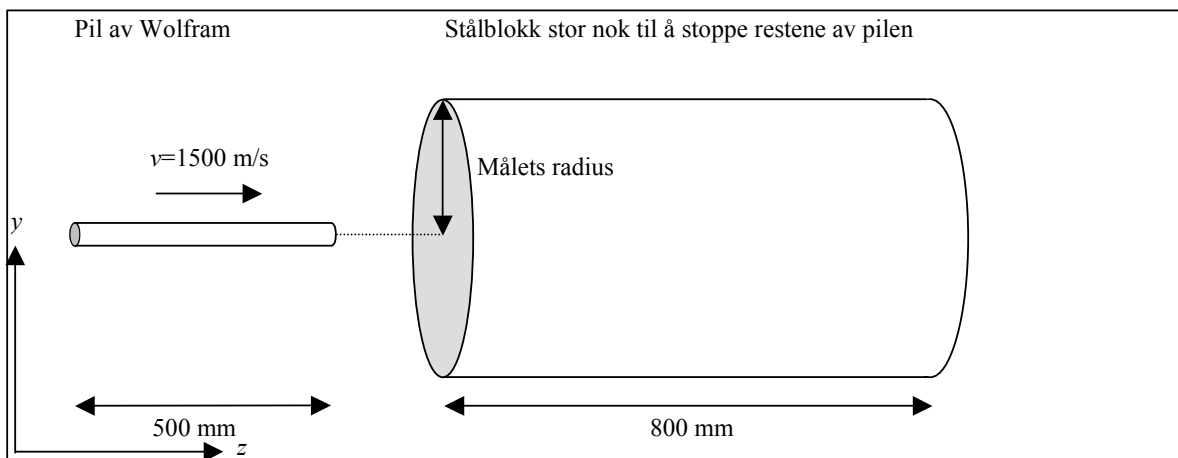 Pil av Wolfram
Stålblokk stor nok til å stoppe restene av pilen
v=1500 m/s
Målets radius
y
500 mm
800 mm
z